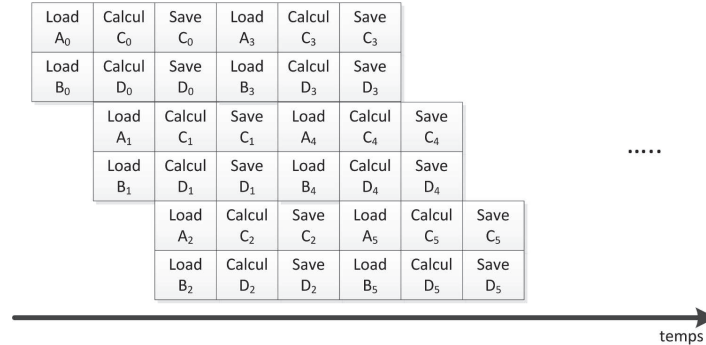 Load Calcul Save Load Calcul Save
A₀ C₀ C₀ A₃ C₃ C₃
Load Calcul Save Load Calcul Save
B₀ D₀ D₀ B₃ D₃ D₃
Load Calcul Save Load Calcul Save
A₁ C₁ C₁ A₄ C₄ C₄
Load Calcul Save Load Calcul Save
B₁ D₁ D₁ B₄ D₄ D₄
.....
Load Calcul Save Load Calcul Save
A₂ C₂ C₂ A₅ C₅ C₅
Load Calcul Save Load Calcul Save
B₂ D₂ D₂ B₅ D₅ D₅
temps